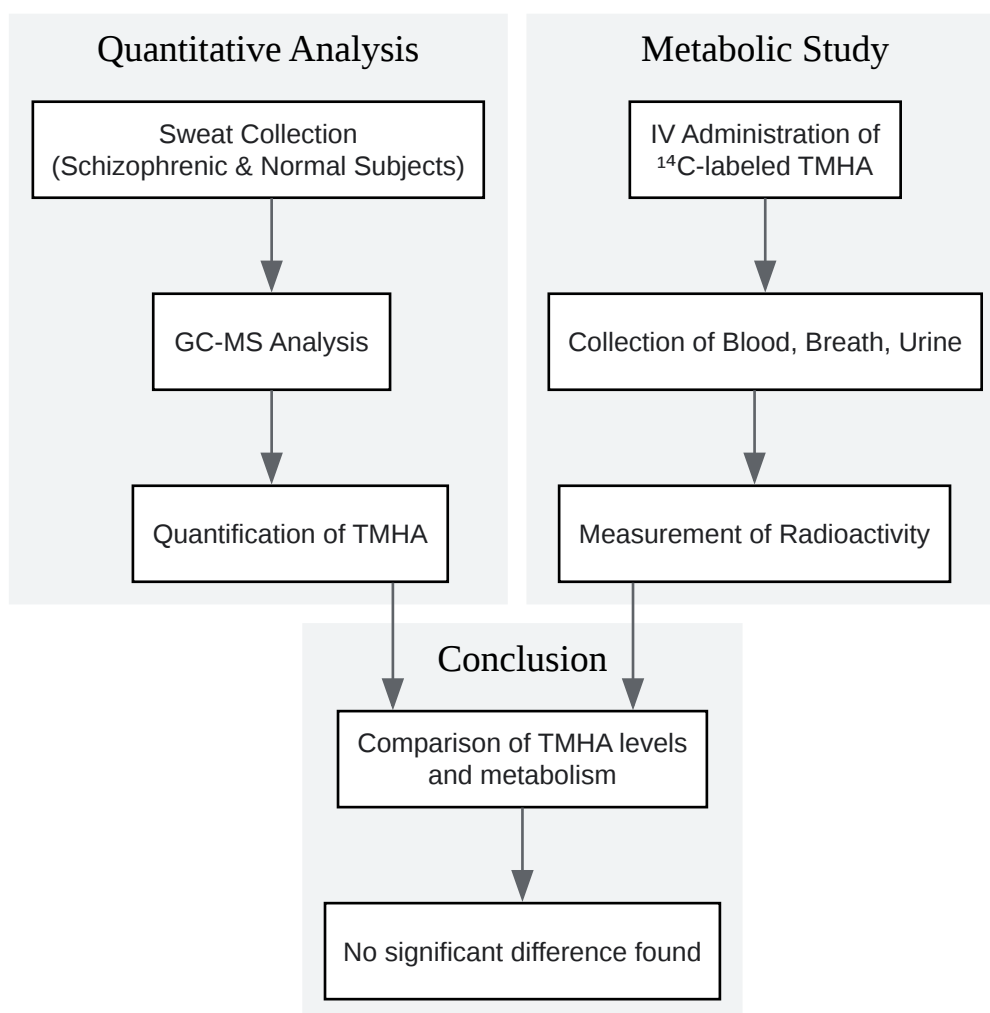 Quantitative Analysis
Sweat Collection
(Schizophrenic & Normal Subjects)
GC-MS Analysis
Quantification of TMHA
Metabolic Study
IV Administration of
¹⁴C-labeled TMHA
Collection of Blood, Breath, Urine
Measurement of Radioactivity
Conclusion
Comparison of TMHA levels
and metabolism
No significant difference found